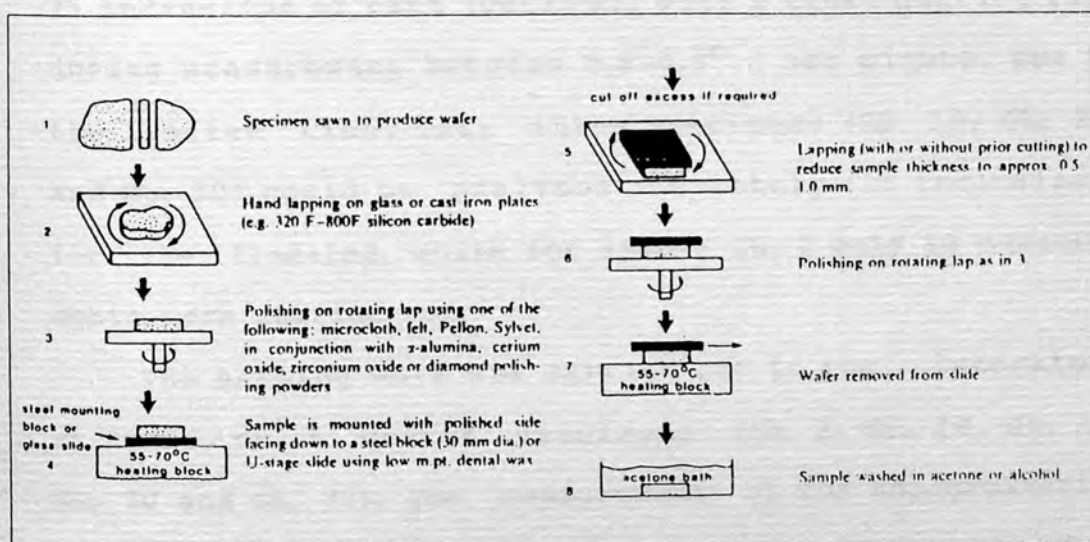 1
Specimen sawn to produce wafer
2
Hand lapping on glass or cast iron plates
(e.g. 320 F-800F silicon carbide)
3
Polishing on rotating lap using one of the
following: microcloth, felt, Pellon, Sylvet,
in conjunction with α-alumina, cerium
oxide, zirconium oxide or diamond polish-
ing powders
steel mounting
block or
glass slide
4
55-70°C
heating block
Sample is mounted with polished side
facing down to a steel block (30 mm dia.) or
U-stage slide using low m.pt. dental wax
cut off excess if required
5
Lapping (with or without prior cutting) to
reduce sample thickness to approx. 0.5
1.0 mm.
6
Polishing on rotating lap as in 3
7
55-70°C
heating block
Wafer removed from slide
8
acetone bath
Sample washed in acetone or alcohol